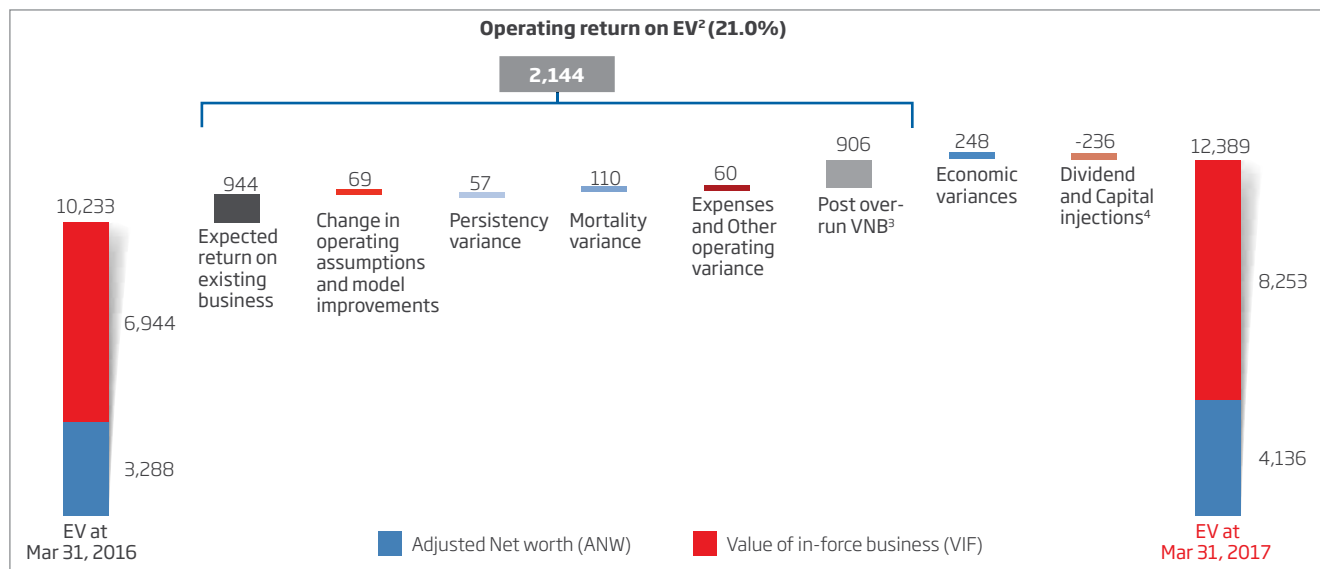 Operating return on EV² (21.0%)
2,144
10,233
6,944
3,288
EV at
Mar 31, 2016
944
Expected
return on
existing
business
69
Change in
operating
assumptions
and model
improvements
57
Persistency
variance
110
Mortality
variance
60
Expenses
and Other
operating
variance
906
Post over-
run VNB³
248
Economic
variances
-236
Dividend
and Capital
injections⁴
12,389
8,253
4,136
EV at
Mar 31, 2017
Adjusted Net worth (ANW)
Value of in-force business (VIF)